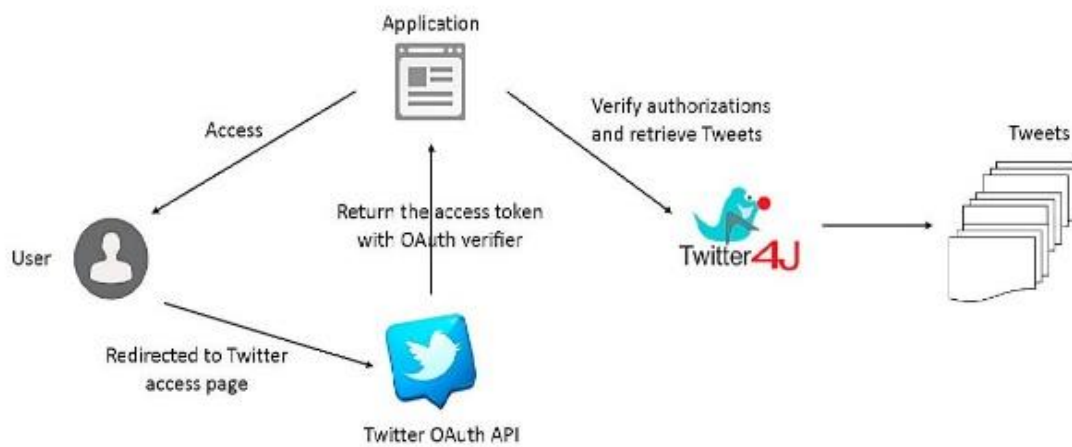 Application
Verify authorizations
and retrieve Tweets
Tweets
Access
Return the access token
with OAuth verifier
User
Twitter4J
Redirected to Twitter
access page
Twitter OAuth API